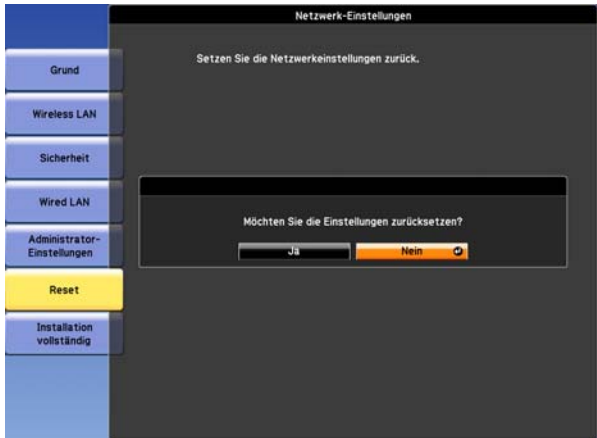 Netzwerk-Einstellungen
Setzen Sie die Netzwerkeinstellungen zurück.
Grund
Wireless LAN
Sicherheit
Wired LAN
Administrator-
Einstellungen
Reset
Installation
vollständig
Möchten Sie die Einstellungen zurücksetzen?
Ja
Nein